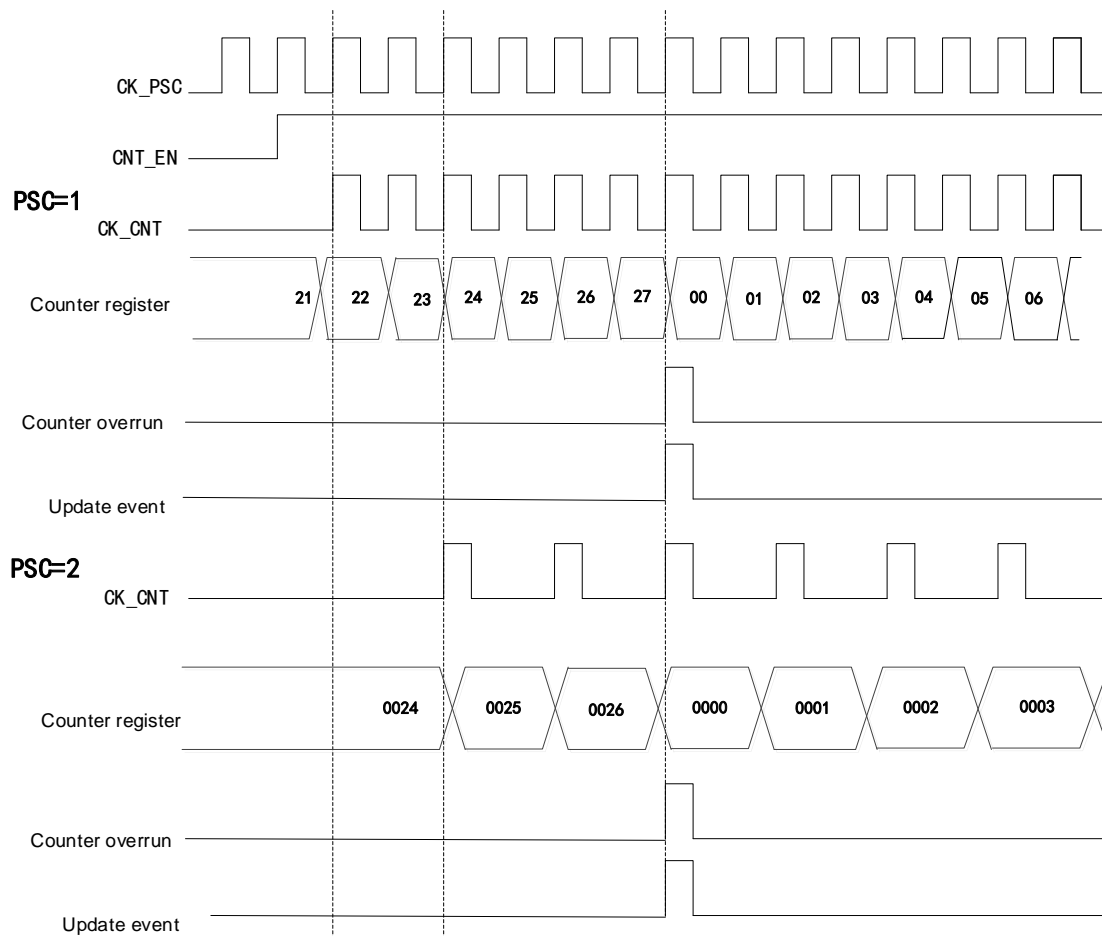 CK_PSC
CNT_EN
PSC=1
CK_CNT
Counter register 21 22 23 24 25 26 27 00 01 02 03 04 05 06
Counter overrun
Update event
PSC=2
CK_CNT
Counter register 0024 0025 0026 0000 0001 0002 0003
Counter overrun
Update event